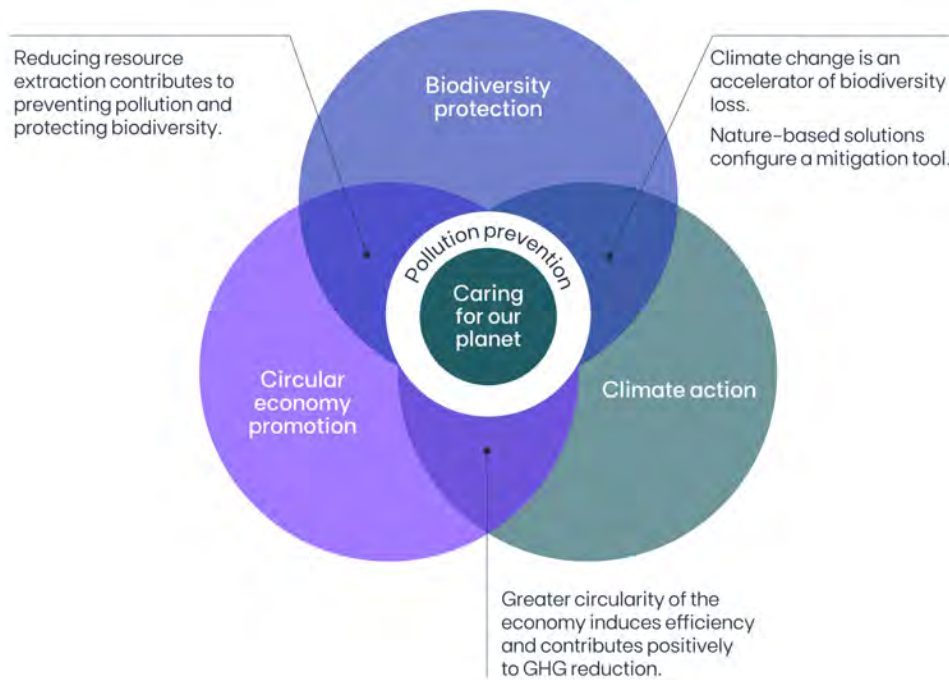 Reducing resource
extraction contributes to
preventing pollution and
protecting biodiversity.
Biodiversity
protection
Climate change is an
accelerator of biodiversity
loss.
Nature-based solutions
configure a mitigation tool.
Pollution prevention
Caring
for our
planet
Circular
economy
promotion
Climate action
Greater circularity of the
economy induces efficiency
and contributes positively
to GHG reduction.